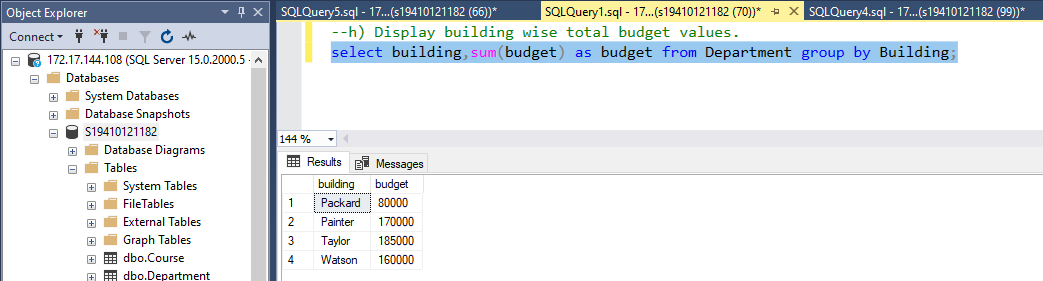 Object Explorer
Connect
172.17.144.108 (SQL Server 15.0.2000.5 -
Databases
System Databases
Database Snapshots
S19410121182
Database Diagrams
Tables
System Tables
FileTables
External Tables
Graph Tables
dbo.Course
dbo.Department
SQLQuery5.sql - 17...(s19410121182 (66))*
SQLQuery1.sql - 17...(s19410121182 (70))*
SQLQuery4.sql - 17...(s19410121182 (99))*
--h) Display building wise total budget values.
select building,sum(budget) as budget from Department group by Building;
144 %
Results
Messages
building budget
1 Packard 80000
2 Painter 170000
3 Taylor 185000
4 Watson 160000